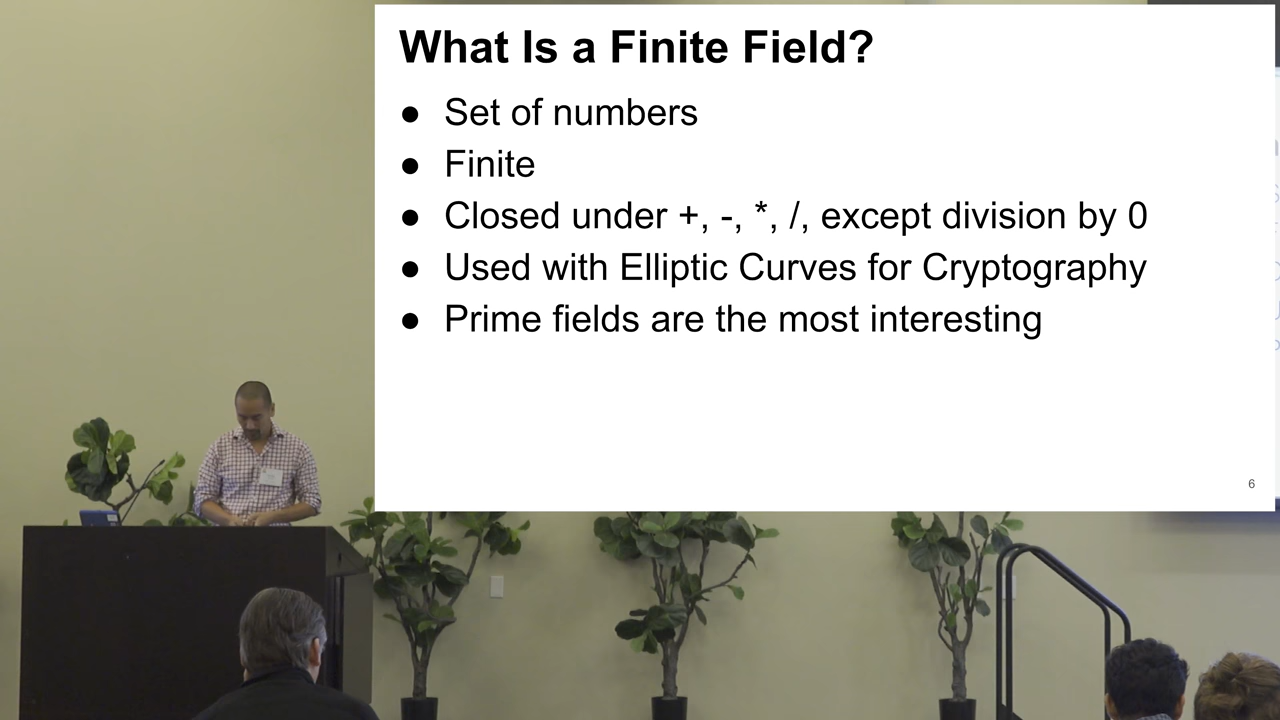 What Is a Finite Field?
● Set of numbers
● Finite
● Closed under +, -, *, /, except division by 0
● Used with Elliptic Curves for Cryptography
● Prime fields are the most interesting
6